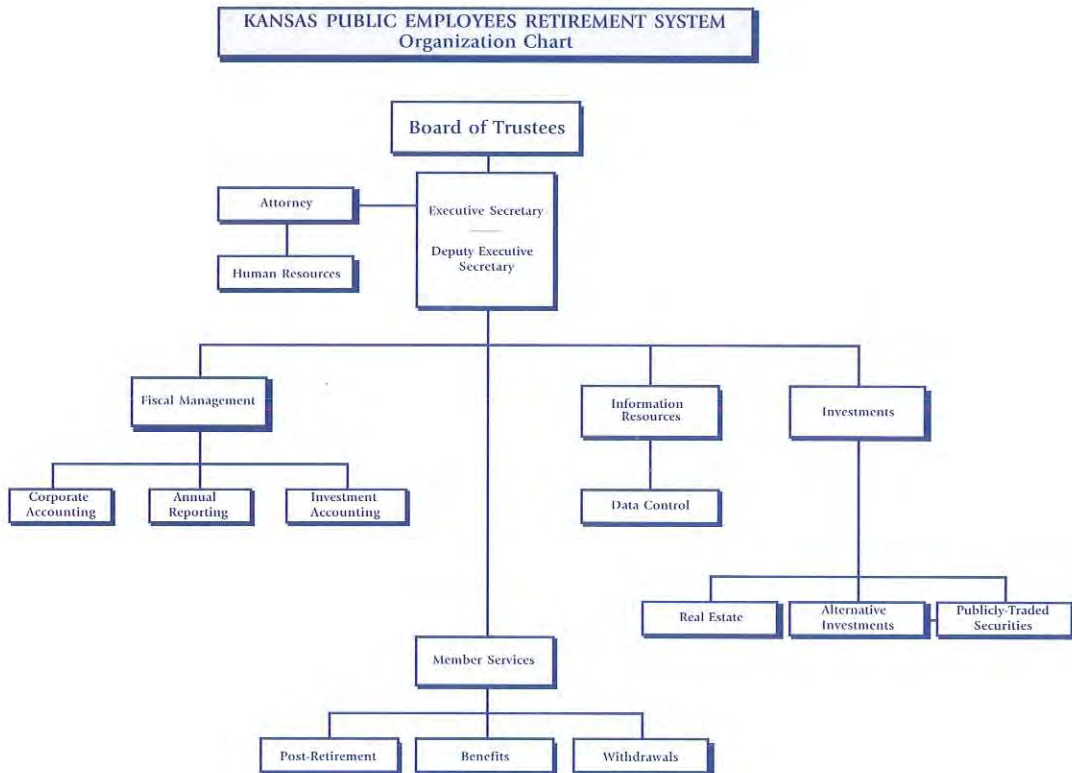 KANSAS PUBLIC EMPLOYEES RETIREMENT SYSTEM
Organization Chart
Board of Trustees
Attorney
Executive Secretary
Deputy Executive
Secretary
Human Resources
Fiscal Management
Information
Resources
Investments
Corporate
Accounting
Annual
Reporting
Investment
Accounting
Data Control
Real Estate
Alternative
Investments
Publicly-Traded
Securities
Member Services
Post-Retirement
Benefits
Withdrawals